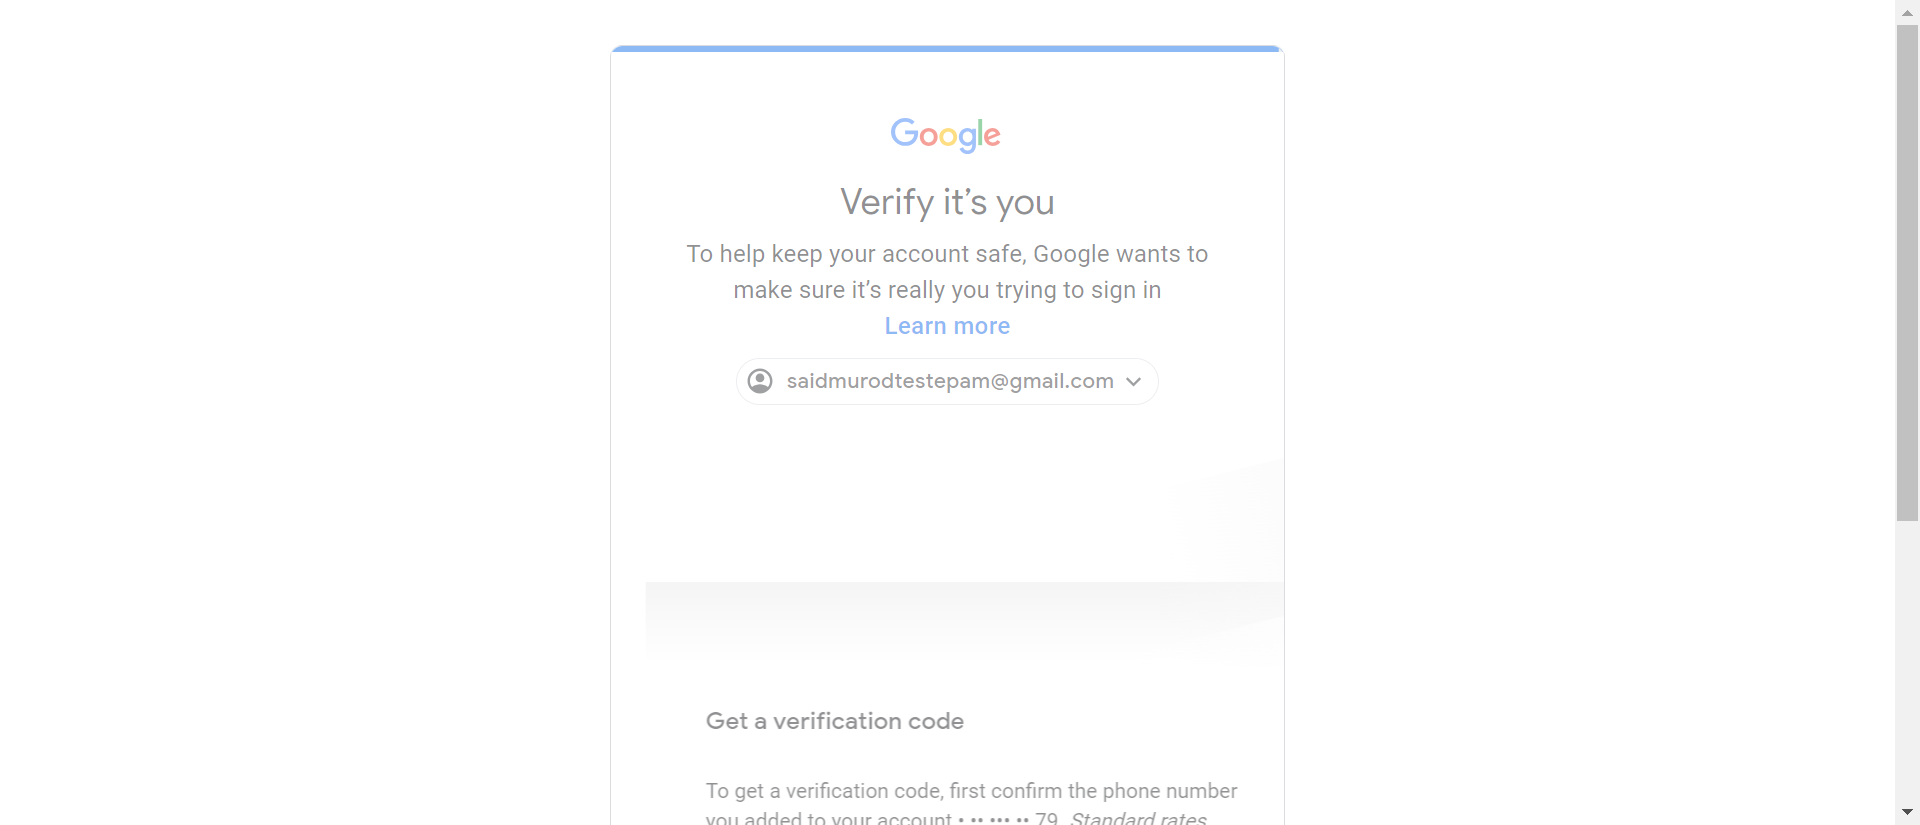 Google
Verify it’s you
To help keep your account safe, Google wants to
make sure it’s really you trying to sign in
Learn more
saidmurodtestepam@gmail.com
Get a verification code
To get a verification code, first confirm the phone number
you added to your account • •• ••• •• 79. Standard rates